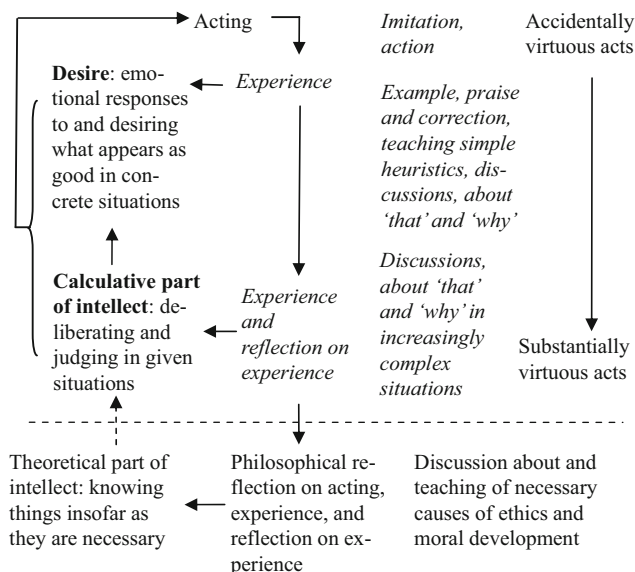 Acting
Imitation,
action
Accidentally
virtuous acts
Desire: emo-
tional responses
to and desiring
what appears as
good in con-
crete situations
Experience
Example, praise
and correction,
teaching simple
heuristics, dis-
cussions, about
‘that’ and ‘why’
Calculative part
of intellect: de-
liberating and
judging in given
situations
Experience
and
reflection on
experience
Discussions,
about ‘that’
and ‘why’ in
increasingly
complex
situations
Substantially
virtuous acts
Theoretical part of
intellect: knowing
things insofar as
they are necessary
Philosophical re-
flection on acting,
experience, and
reflection on ex-
perience
Discussion about and
teaching of necessary
causes of ethics and
moral development